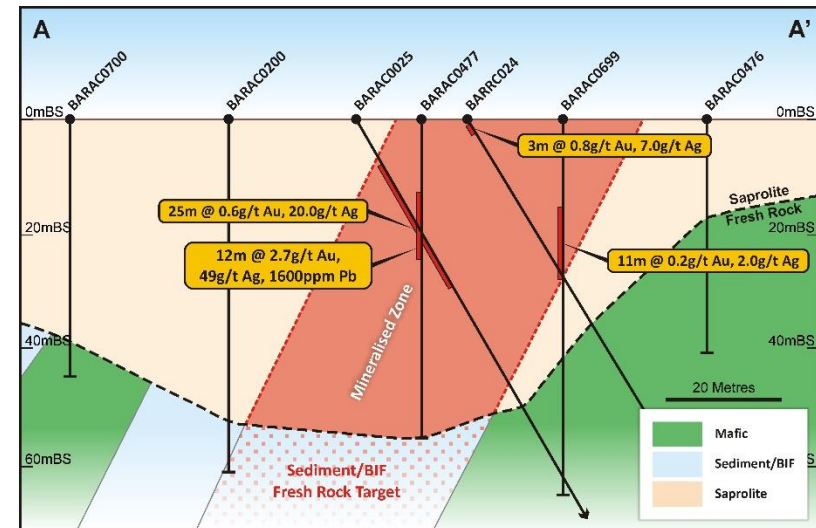 A
A'
BARAC0700
BARAC0200
BARAC0025
BARAC0477
BARRC024
BARAC0699
BARAC0476
0mBS
0mBS
3m @ 0.8g/t Au, 7.0g/t Ag
Saprolite
Fresh Rock
25m @ 0.6g/t Au, 20.0g/t Ag
20mBS
20mBS
12m @ 2.7g/t Au,
49g/t Ag, 1600ppm Pb
11m @ 0.2g/t Au, 2.0g/t Ag
Mineralised Zone
40mBS
40mBS
20 Metres
Mafic
Sediment/BIF
Saprolite
60mBS
Sediment/BIF
Fresh Rock Target